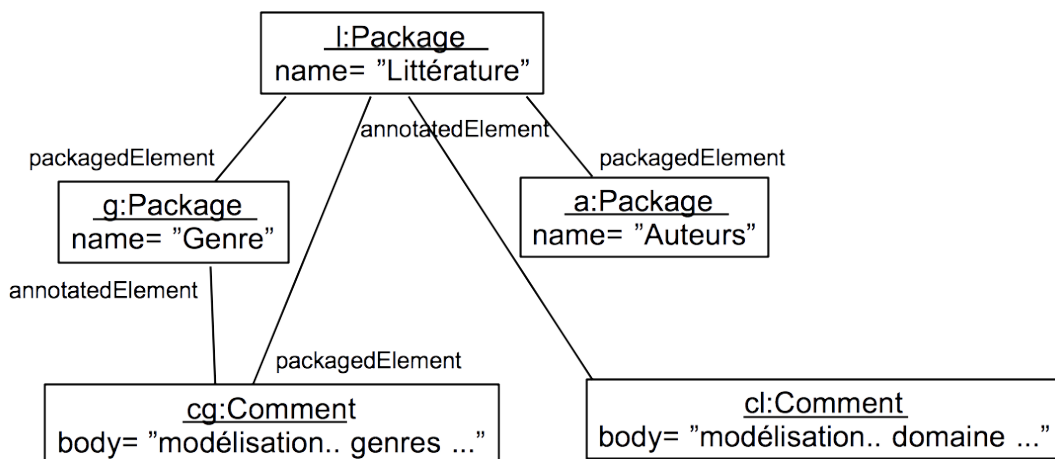 l:Package
name= ”Littérature”
annotatedElement
packagedElement
packagedElement
g:Package
name= ”Genre”
a:Package
name= ”Auteurs”
annotatedElement
packagedElement
cg:Comment
body= ”modélisation.. genres ...”
cl:Comment
body= ”modélisation.. domaine ...”